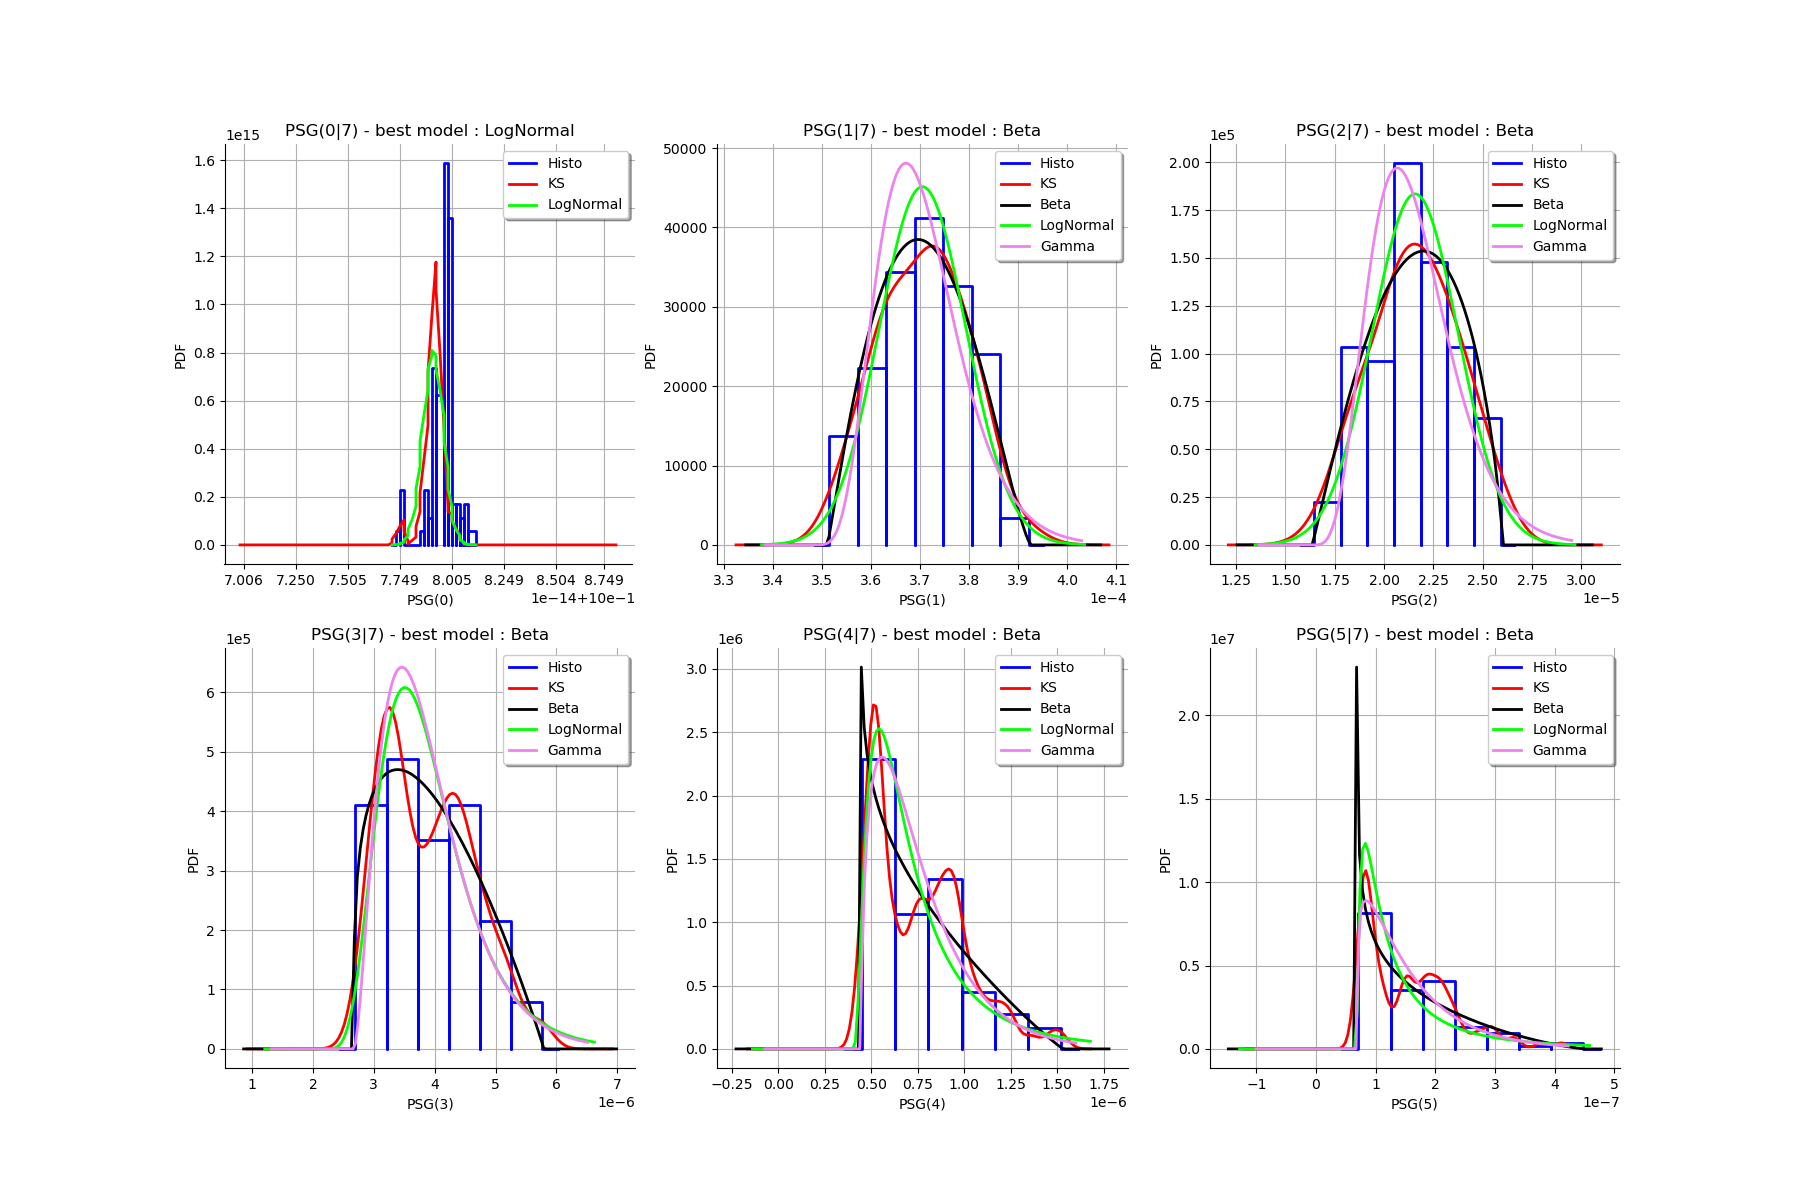 PSG(0|7) - best model : LogNormal
1e15
Histo
KS
LogNormal
PDF
1.6
1.4
1.2
1.0
0.8
0.6
0.4
0.2
0.0
7.006 7.250 7.505 7.749 8.005 8.249 8.504 8.749
PSG(0)
1e−14+10e−1
PSG(1|7) - best model : Beta
Histo
KS
Beta
LogNormal
Gamma
PDF
50000
40000
30000
20000
10000
0
3.3 3.4 3.5 3.6 3.7 3.8 3.9 4.0 4.1
PSG(1)
1e−4
PSG(2|7) - best model : Beta
1e5
Histo
KS
Beta
LogNormal
Gamma
PDF
2.00
1.75
1.50
1.25
1.00
0.75
0.50
0.25
0.00
1.25 1.50 1.75 2.00 2.25 2.50 2.75 3.00
PSG(2)
1e−5
PSG(3|7) - best model : Beta
1e5
Histo
KS
Beta
LogNormal
Gamma
PDF
6
5
4
3
2
1
0
1 2 3 4 5 6 7
PSG(3)
1e−6
PSG(4|7) - best model : Beta
1e6
Histo
KS
Beta
LogNormal
Gamma
PDF
3.0
2.5
2.0
1.5
1.0
0.5
0.0
−0.25 0.00 0.25 0.50 0.75 1.00 1.25 1.50 1.75
PSG(4)
1e−6
PSG(5|7) - best model : Beta
1e7
Histo
KS
Beta
LogNormal
Gamma
PDF
2.0
1.5
1.0
0.5
0.0
−1 0 1 2 3 4 5
PSG(5)
1e−7